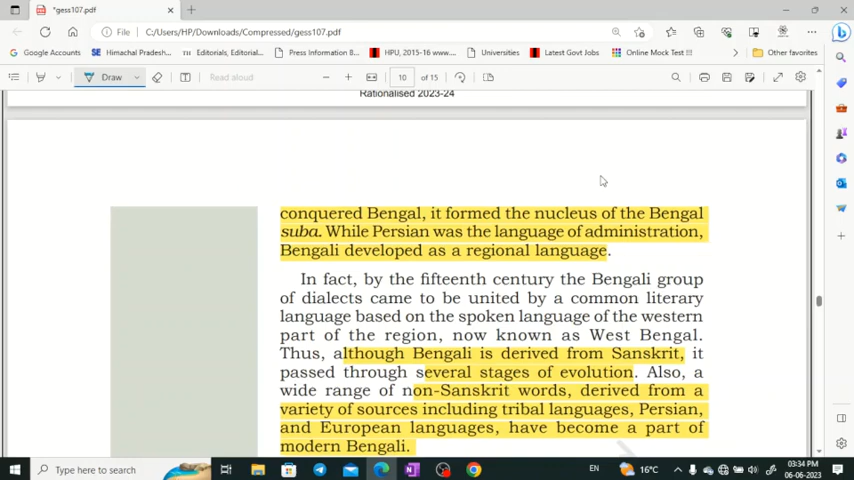 *gess107.pdf
File
C:/Users/HP/Downloads/Compressed/gess107.pdf
Google Accounts
Himachal Pradesh...
Editorials, Editorial...
Press Information B...
HPU, 2015-16 www....
Universities
Latest Govt Jobs
Online Mock Test !!!
Other favorites
Draw
Read aloud
10 of 15
Rationalised 2023-24
conquered Bengal, it formed the nucleus of the Bengal
suba. While Persian was the language of administration,
Bengali developed as a regional language.
In fact, by the fifteenth century the Bengali group
of dialects came to be united by a common literary
language based on the spoken language of the western
part of the region, now known as West Bengal.
Thus, although Bengali is derived from Sanskrit, it
passed through several stages of evolution. Also, a
wide range of non-Sanskrit words, derived from a
variety of sources including tribal languages, Persian,
and European languages, have become a part of
modern Bengali.
Type here to search
16°C
EN
03:34 PM
06-06-2023